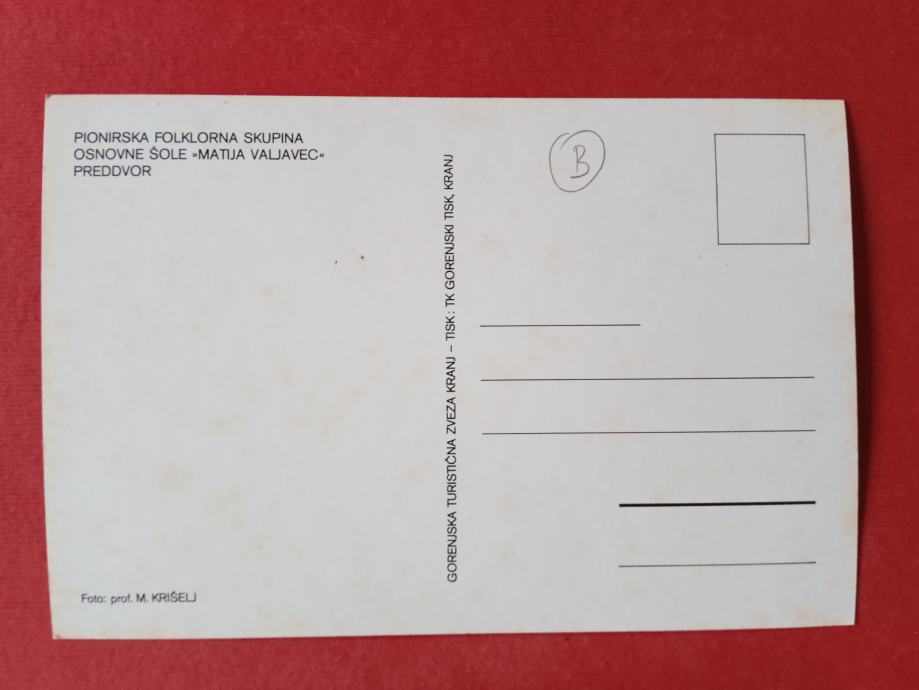 PIONIRSKA FOLKLORNA SKUPINA
OSNOVNE ŠOLE »MATIJA VALJAVEC«
PREDDVOR
Foto: prof. M. KRIŠELJ
GORENJSKA TURISTIČNA ZVEZA KRANJ – TISK: TK GORENJSKI TISK, KRANJ
B